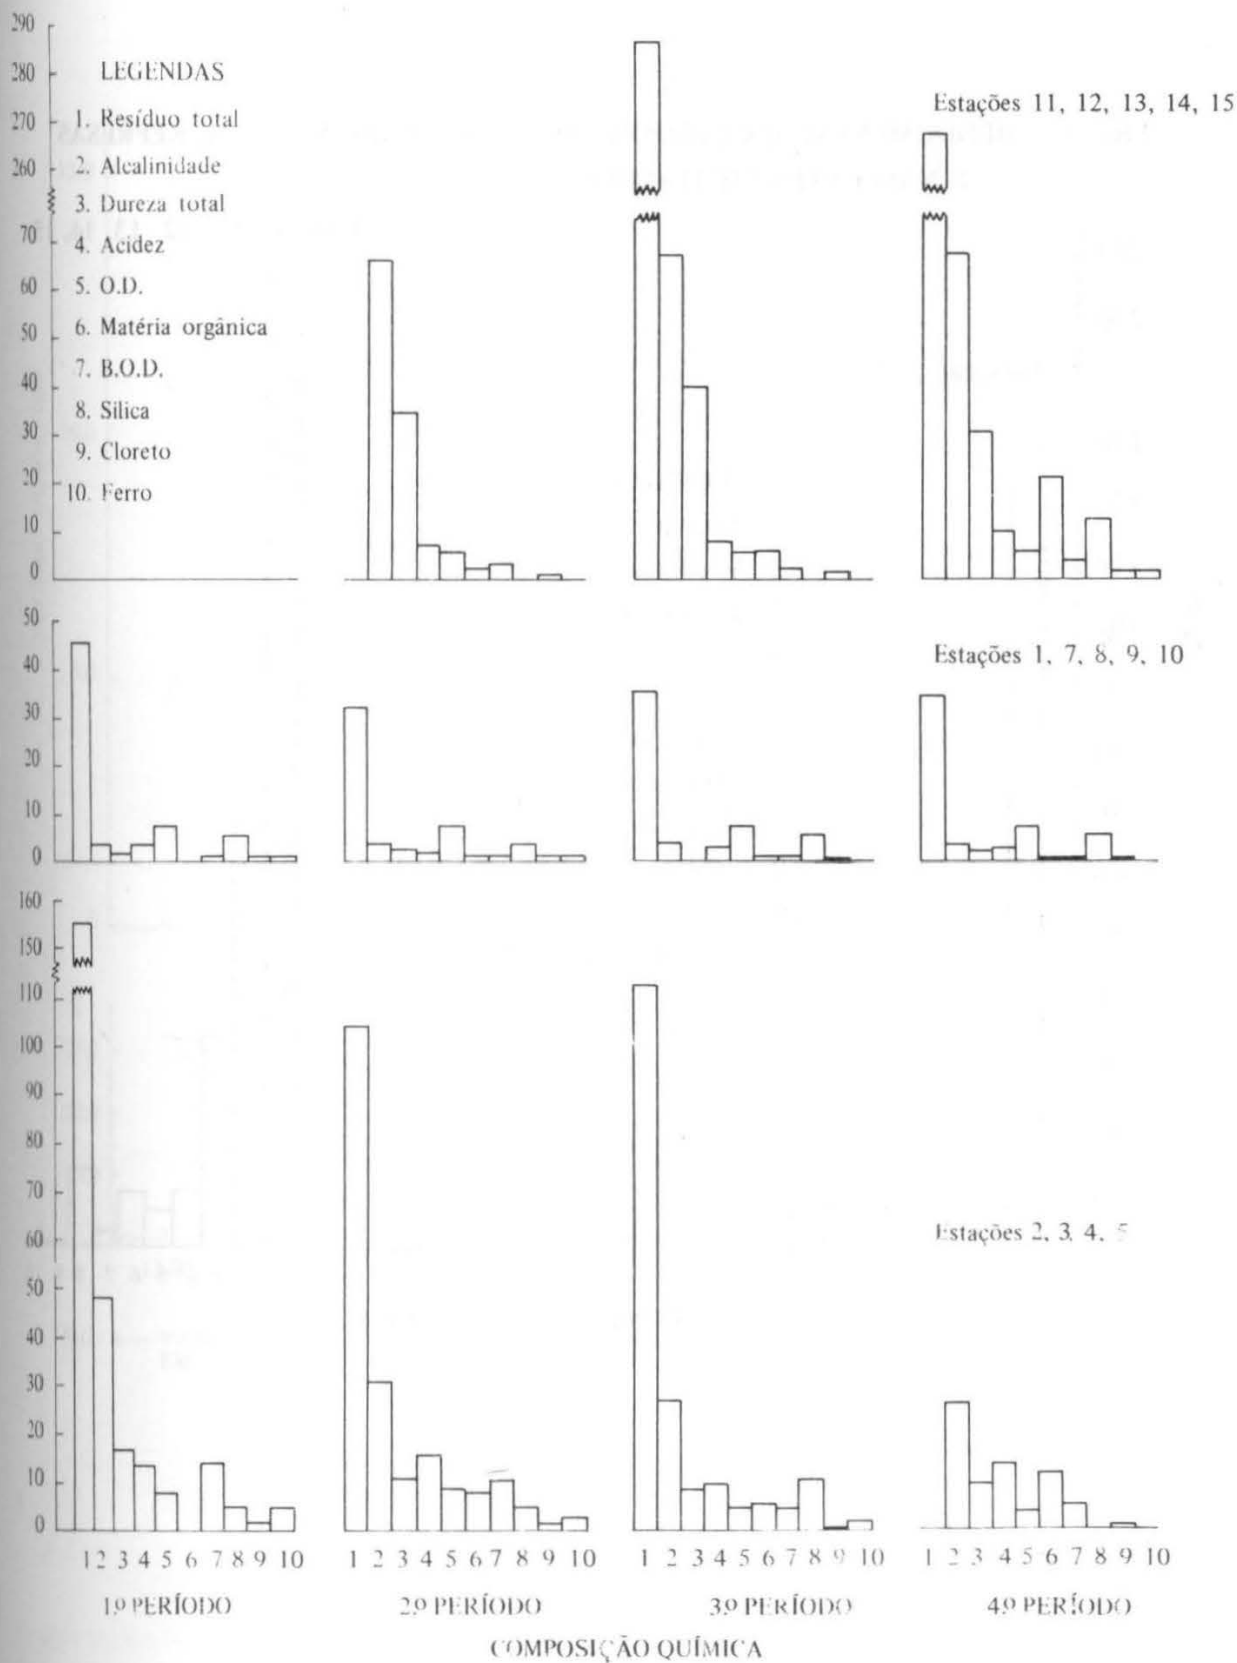 290
280
270
260
70
60
50
40
30
20
10
0
LEGENDAS
1. Resíduo total
2. Alcalinidade
3. Dureza total
4. Acidez
5. O.D.
6. Matéria orgânica
7. B.O.D.
8. Silica
9. Cloreto
10. Ferro
Estações 11, 12, 13, 14, 15
50
40
30
20
10
0
Estações 1, 7, 8, 9, 10
160
150
110
100
90
80
70
60
50
40
30
20
10
0
Estações 2, 3, 4, 5
1 2 3 4 5 7 8 9 10
1 2 3 4 5 6 7 8 9 10
1 2 3 4 5 6 7 8 9 10
1 2 3 4 5 6 7 8 9 10
1º PERÍODO
2º PERÍODO
3º PERÍODO
4º PERÍODO
COMPOSIÇÃO QUÍMICA